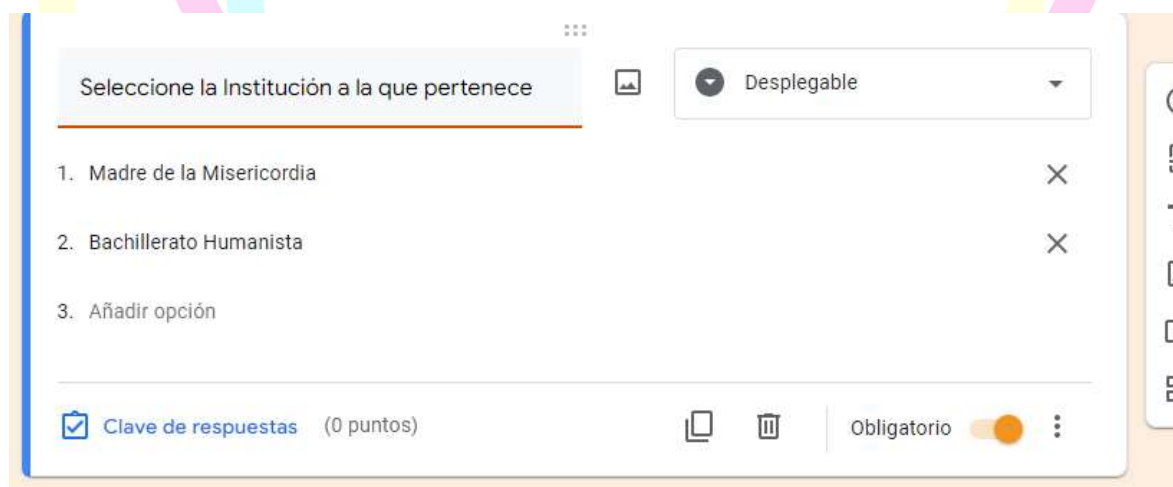 Seleccione la Institución a la que pertenece
Desplegable
1. Madre de la Misericordia
2. Bachillerato Humanista
3. Añadir opción
Clave de respuestas (0 puntos)
Obligatorio